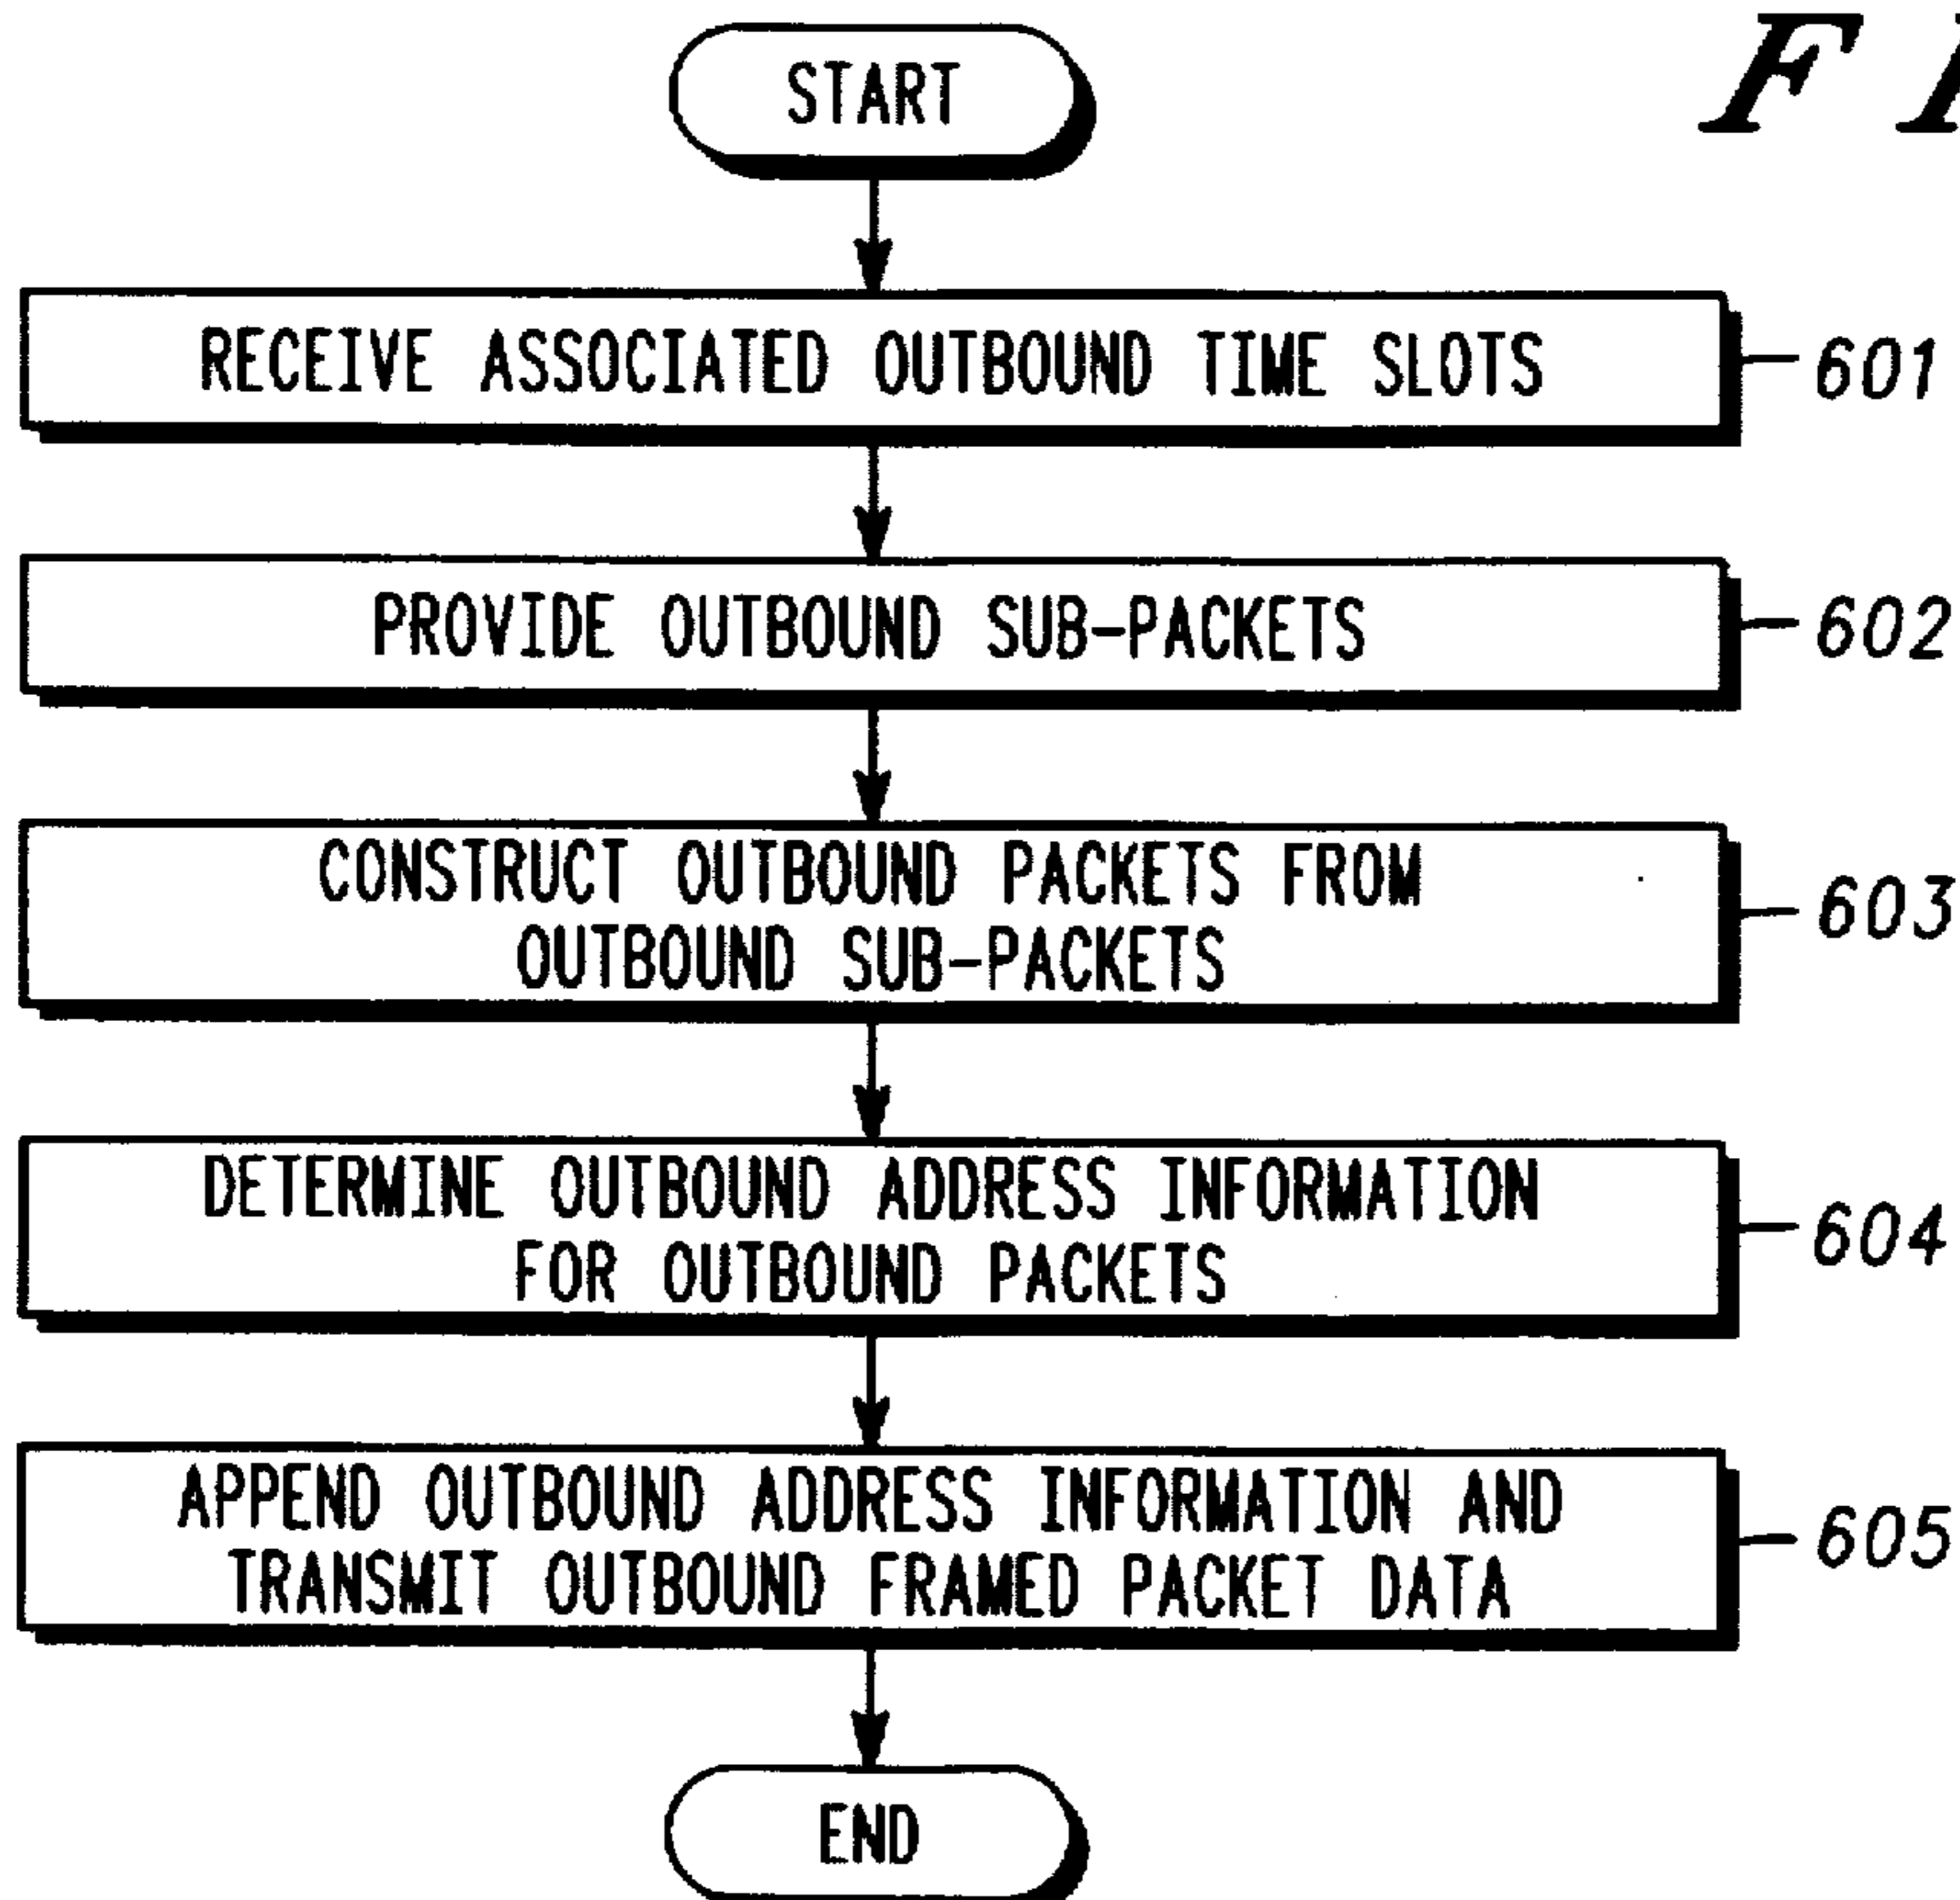 START
RECEIVE ASSOCIATED OUTBOUND TIME SLOTS
601
PROVIDE OUTBOUND SUB-PACKETS
602
CONSTRUCT OUTBOUND PACKETS FROM
OUTBOUND SUB-PACKETS
603
DETERMINE OUTBOUND ADDRESS INFORMATION
FOR OUTBOUND PACKETS
604
APPEND OUTBOUND ADDRESS INFORMATION AND
TRANSMIT OUTBOUND FRAMED PACKET DATA
605
END